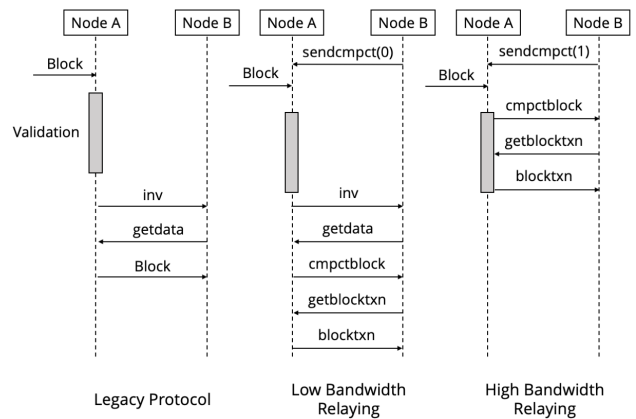 Node A
Node B
Node A
Node B
Node A
Node B
sendcmpct(0)
sendcmpct(1)
Block
Block
Block
cmpctblock
Validation
getblocktxn
blocktxn
inv
inv
getdata
getdata
Block
cmpctblock
getblocktxn
blocktxn
Legacy Protocol
Low Bandwidth
Relaying
High Bandwidth
Relaying